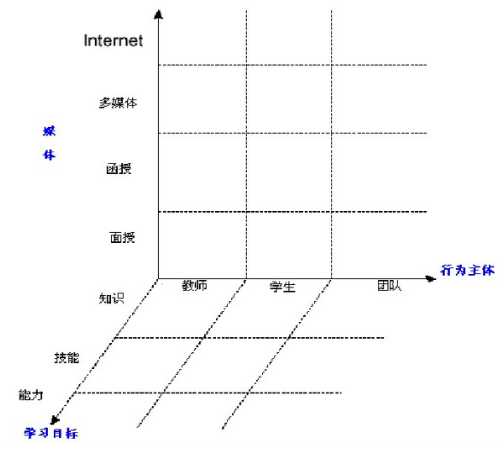 Internet
多媒体
媒
体
函授
面授
行为主体
教师
学生
团队
知识
技能
能力
学习目标